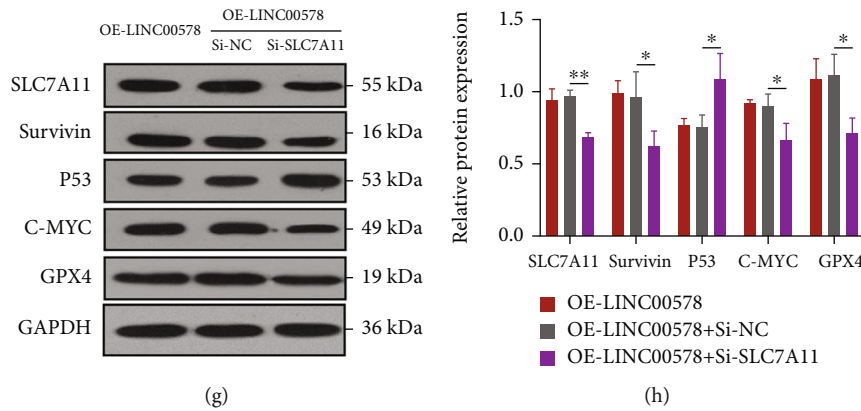 OE-LINC00578
OE-LINC00578
Si-NC Si-SLC7A11
SLC7A11 55 kDa
Survivin 16 kDa
P53 53 kDa
C-MYC 49 kDa
GPX4 19 kDa
GAPDH 36 kDa
(g)
Relative protein expression
1.5
1.0
0.5
0.0
** * * * *
SLC7A11 Survivin P53 C-MYC GPX4
OE-LINC00578
OE-LINC00578+Si-NC
OE-LINC00578+Si-SLC7A11
(h)